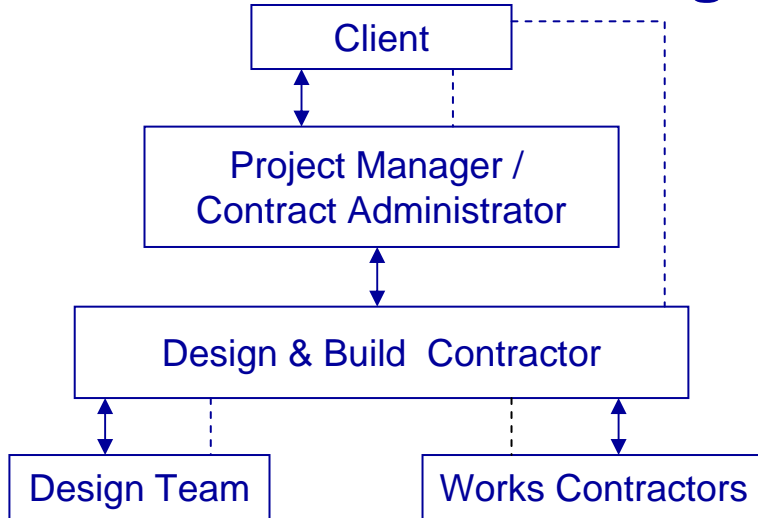 Client
Project Manager /
Contract Administrator
Design & Build Contractor
Design Team
Works Contractors